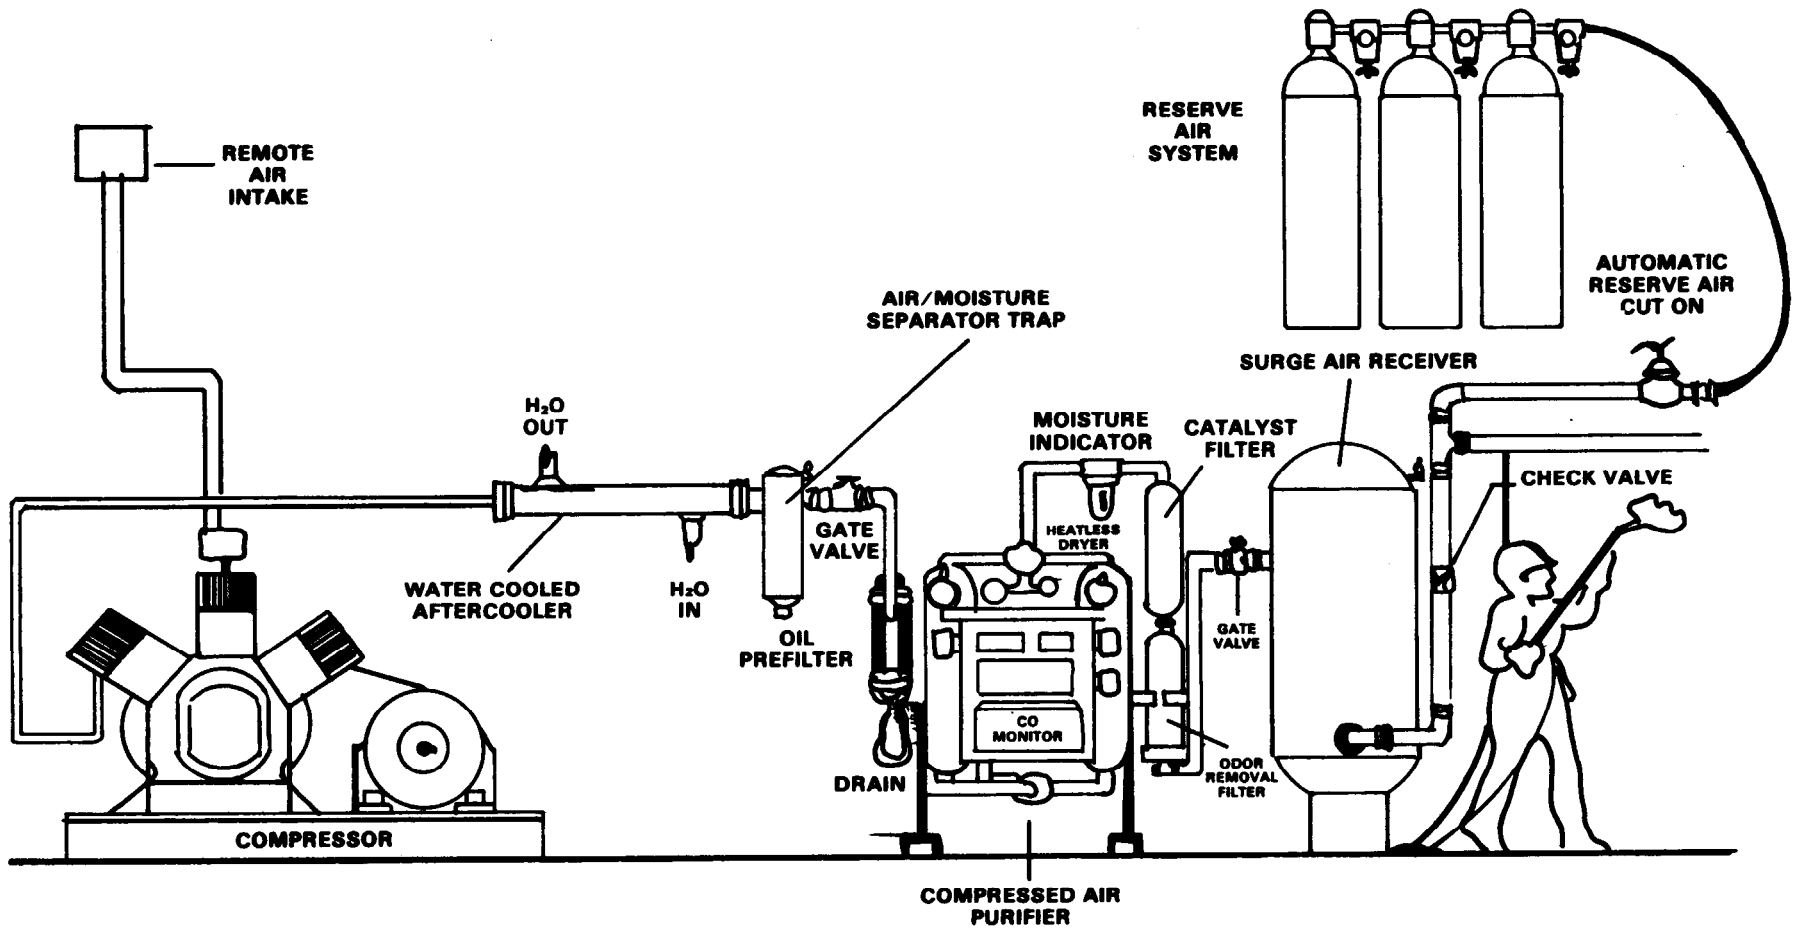 RESERVE
AIR
SYSTEM
REMOTE
AIR
INTAKE
AUTOMATIC
RESERVE AIR
CUT ON
AIR/MOISTURE
SEPARATOR TRAP
SURGE AIR RECEIVER
H₂O
OUT
MOISTURE
INDICATOR
CATALYST
FILTER
CHECK VALVE
GATE
VALVE
HEATLESS
DRYER
WATER COOLED
AFTERCOOLER
H₂O
IN
OIL
PREFILTER
GATE
VALVE
CO
MONITOR
DRAIN
ODOR
REMOVAL
FILTER
COMPRESSOR
COMPRESSED AIR
PURIFIER